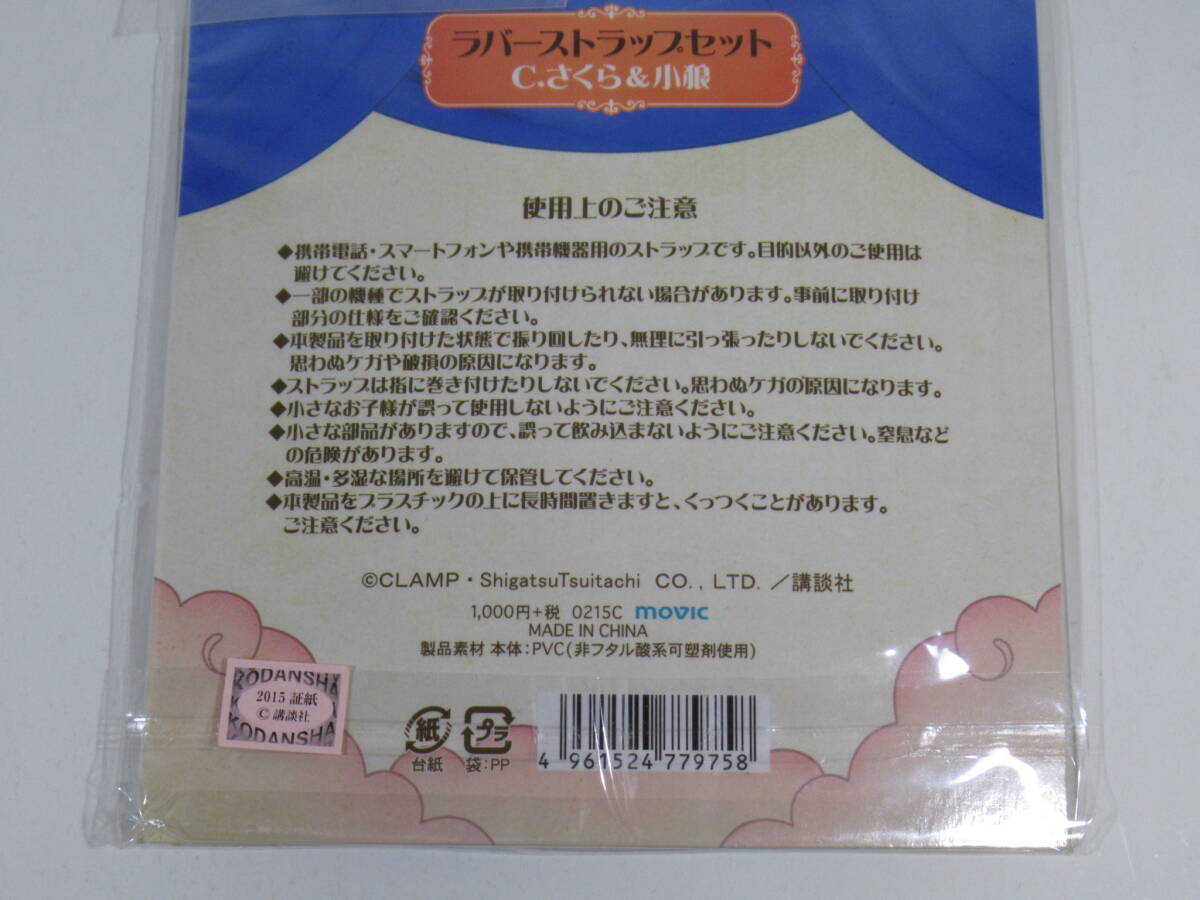 ラバーストラップセット
C.さくら&小狼
使用上のご注意
◆携帯電話・スマートフォンや携帯機器用のストラップです。目的以外のご使用は
避けてください。
◆一部の機種でストラップが取り付けられない場合があります。事前に取り付け
部分の仕様をご確認ください。
◆本製品を取り付けた状態で振り回したり、無理に引っ張ったりしないでください。
思わぬケガや破損の原因になります。
◆ストラップは指に巻き付けたりしないでください。思わぬケガの原因になります。
◆小さなお子様が誤って使用しないようにご注意ください。
◆小さな部品がありますので、誤って飲み込まないようにご注意ください。窒息など
の危険があります。
◆高温・多湿な場所を避けて保管してください。
◆本製品をプラスチックの上に長時間置きますと、くっつくことがあります。
ご注意ください。
©CLAMP・ShigatsuTsuitachi CO., LTD. /講談社
1,000円+税 0215C movic
MADE IN CHINA
製品素材 本体:PVC(非フタル酸系可塑剤使用)
KODANSHA
2015 証紙
© 講談社
KODANSHA
紙 プラ
台紙 袋:PP
4 961524 779758